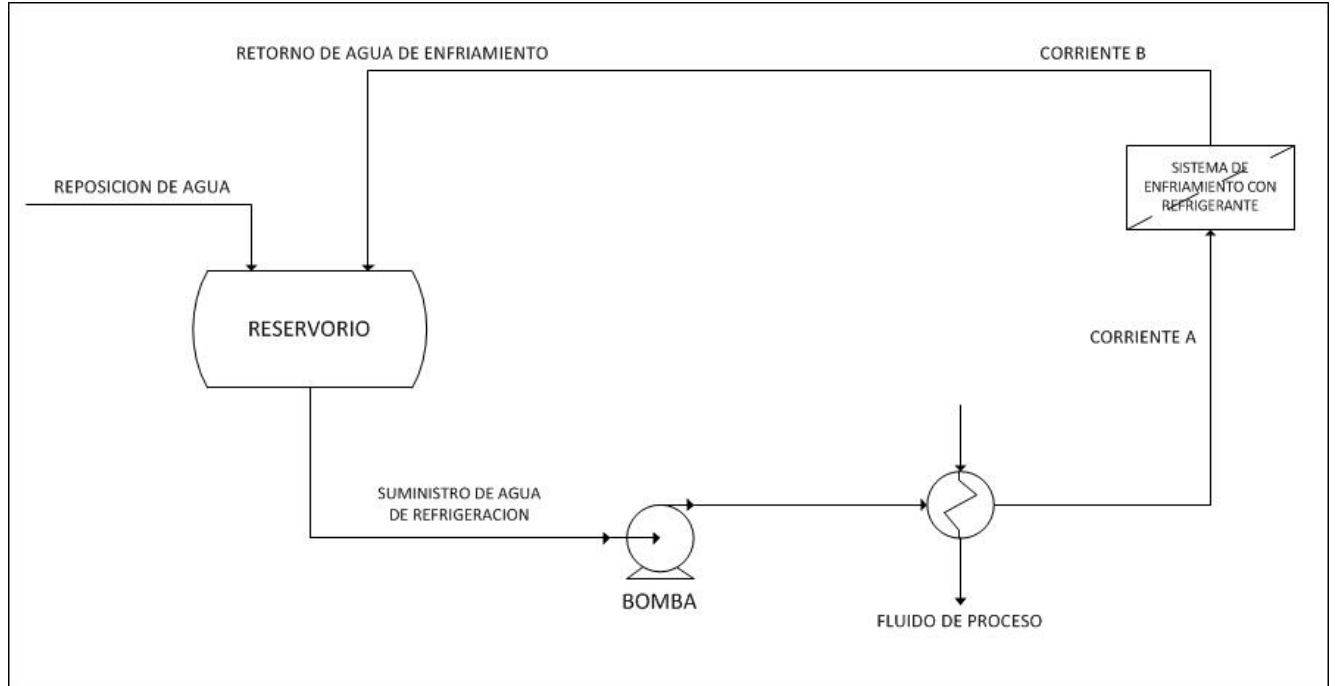 RETORNO DE AGUA DE ENFRIAMIENTO
CORRIENTE B
REPOSICION DE AGUA
SISTEMA DE
ENFRIAMIENTO CON
REFRIGERANTE
RESERVORIO
CORRIENTE A
SUMINISTRO DE AGUA
DE REFRIGERACION
BOMBA
FLUIDO DE PROCESO